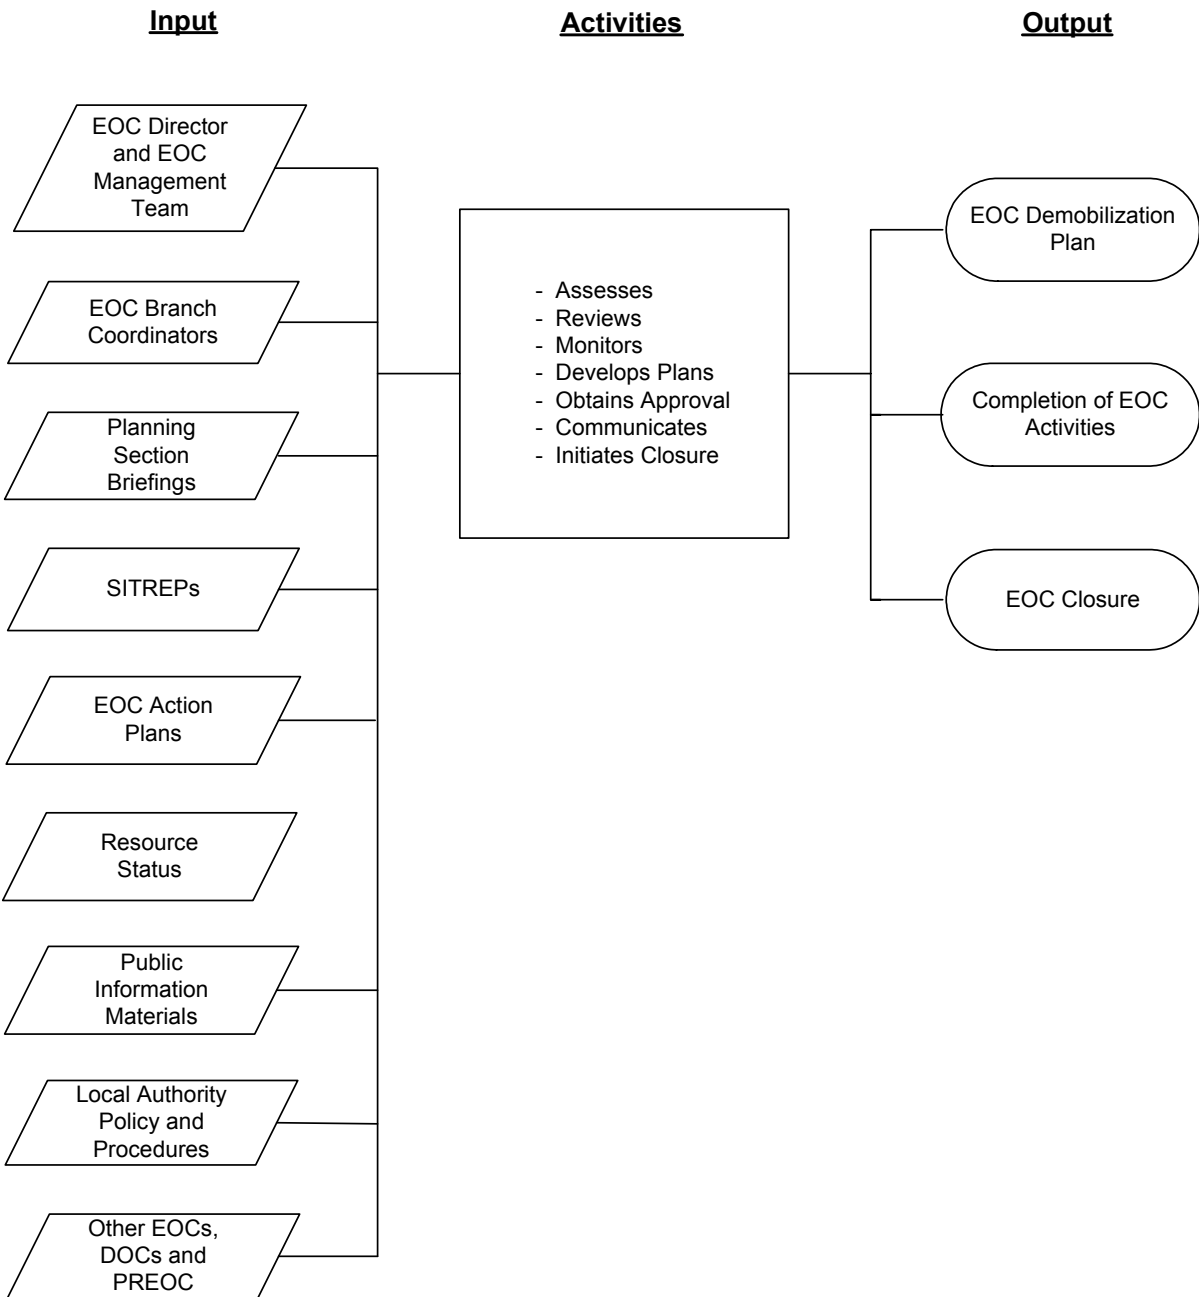 Input
Activities
Output
EOC Director
and EOC
Management
Team
EOC Branch
Coordinators
Planning
Section
Briefings
SITREPs
EOC Action
Plans
Resource
Status
Public
Information
Materials
Local Authority
Policy and
Procedures
Other EOCs,
DOCs and
PREOC
- Assesses
- Reviews
- Monitors
- Develops Plans
- Obtains Approval
- Communicates
- Initiates Closure
EOC Demobilization
Plan
Completion of EOC
Activities
EOC Closure